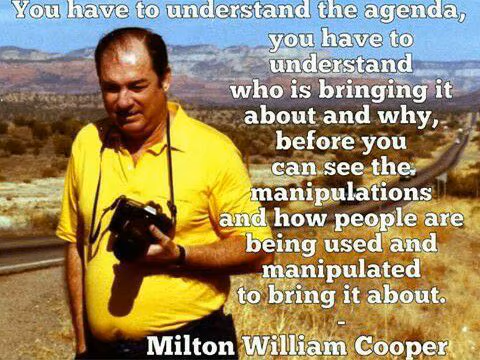 You have to understand the agenda,
you have to
understand
who is bringing it
about and why,
before you
can see the
manipulations
and how people are
being used and
manipulated
to bring it about.
-
Milton William Cooper